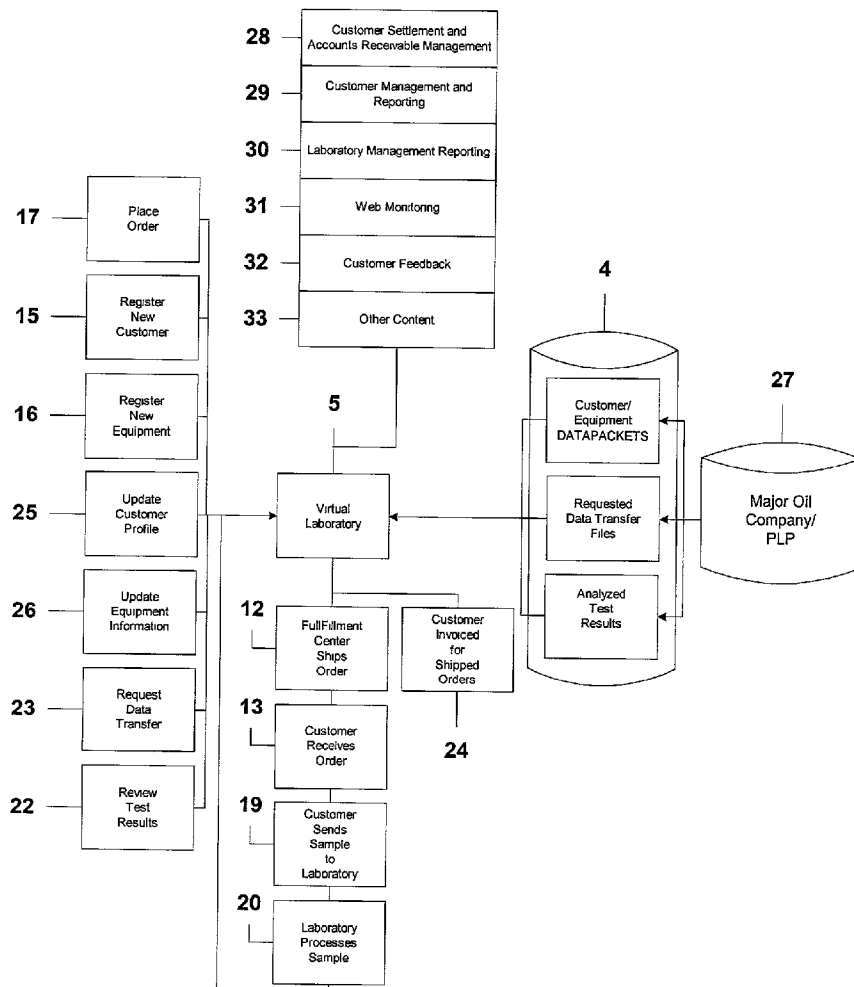 28
Customer Settlement and
Accounts Receivable Management
29
Customer Management and
Reporting
30
Laboratory Management Reporting
31
Web Monitoring
32
Customer Feedback
33
Other Content
17
Place
Order
15
Register
New
Customer
16
Register
New
Equipment
25
Update
Customer
Profile
26
Update
Equipment
Information
23
Request
Data
Transfer
22
Review
Test
Results
5
Virtual
Laboratory
4
Customer/
Equipment
DATAPACKETS
Requested
Data Transfer
Files
Analyzed
Test
Results
27
Major Oil
Company/
PLP
12
FullFillment
Center
Ships
Order
Customer
Invoiced
for
Shipped
Orders
24
13
Customer
Receives
Order
19
Customer
Sends
Sample
to
Laboratory
20
Laboratory
Processes
Sample